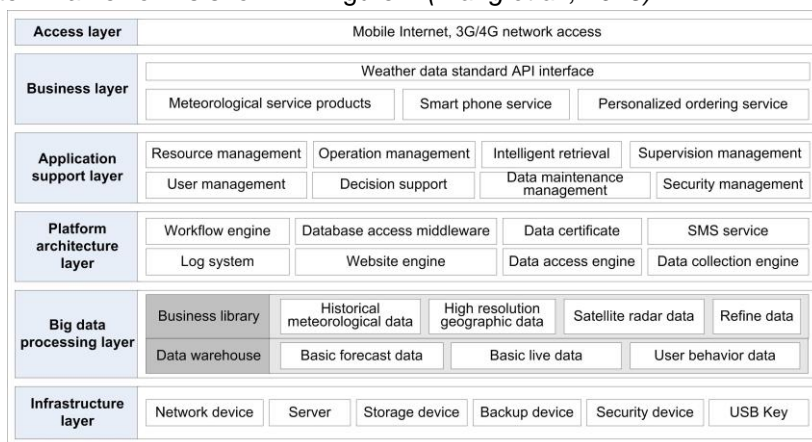 Access layer
Mobile Internet, 3G/4G network access
Business layer
Weather data standard API interface
Meteorological service products
Smart phone service
Personalized ordering service
Application
support layer
Resource management
Operation management
Intelligent retrieval
Supervision management
User management
Decision support
Data maintenance
management
Security management
Platform
architecture
layer
Workflow engine
Database access middleware
Data certificate
SMS service
Log system
Website engine
Data access engine
Data collection engine
Big data
processing layer
Business library
Historical
meteorological data
High resolution
geographic data
Satellite radar data
Refine data
Data warehouse
Basic forecast data
Basic live data
User behavior data
Infrastructure
layer
Network device
Server
Storage device
Backup device
Security device
USB Key